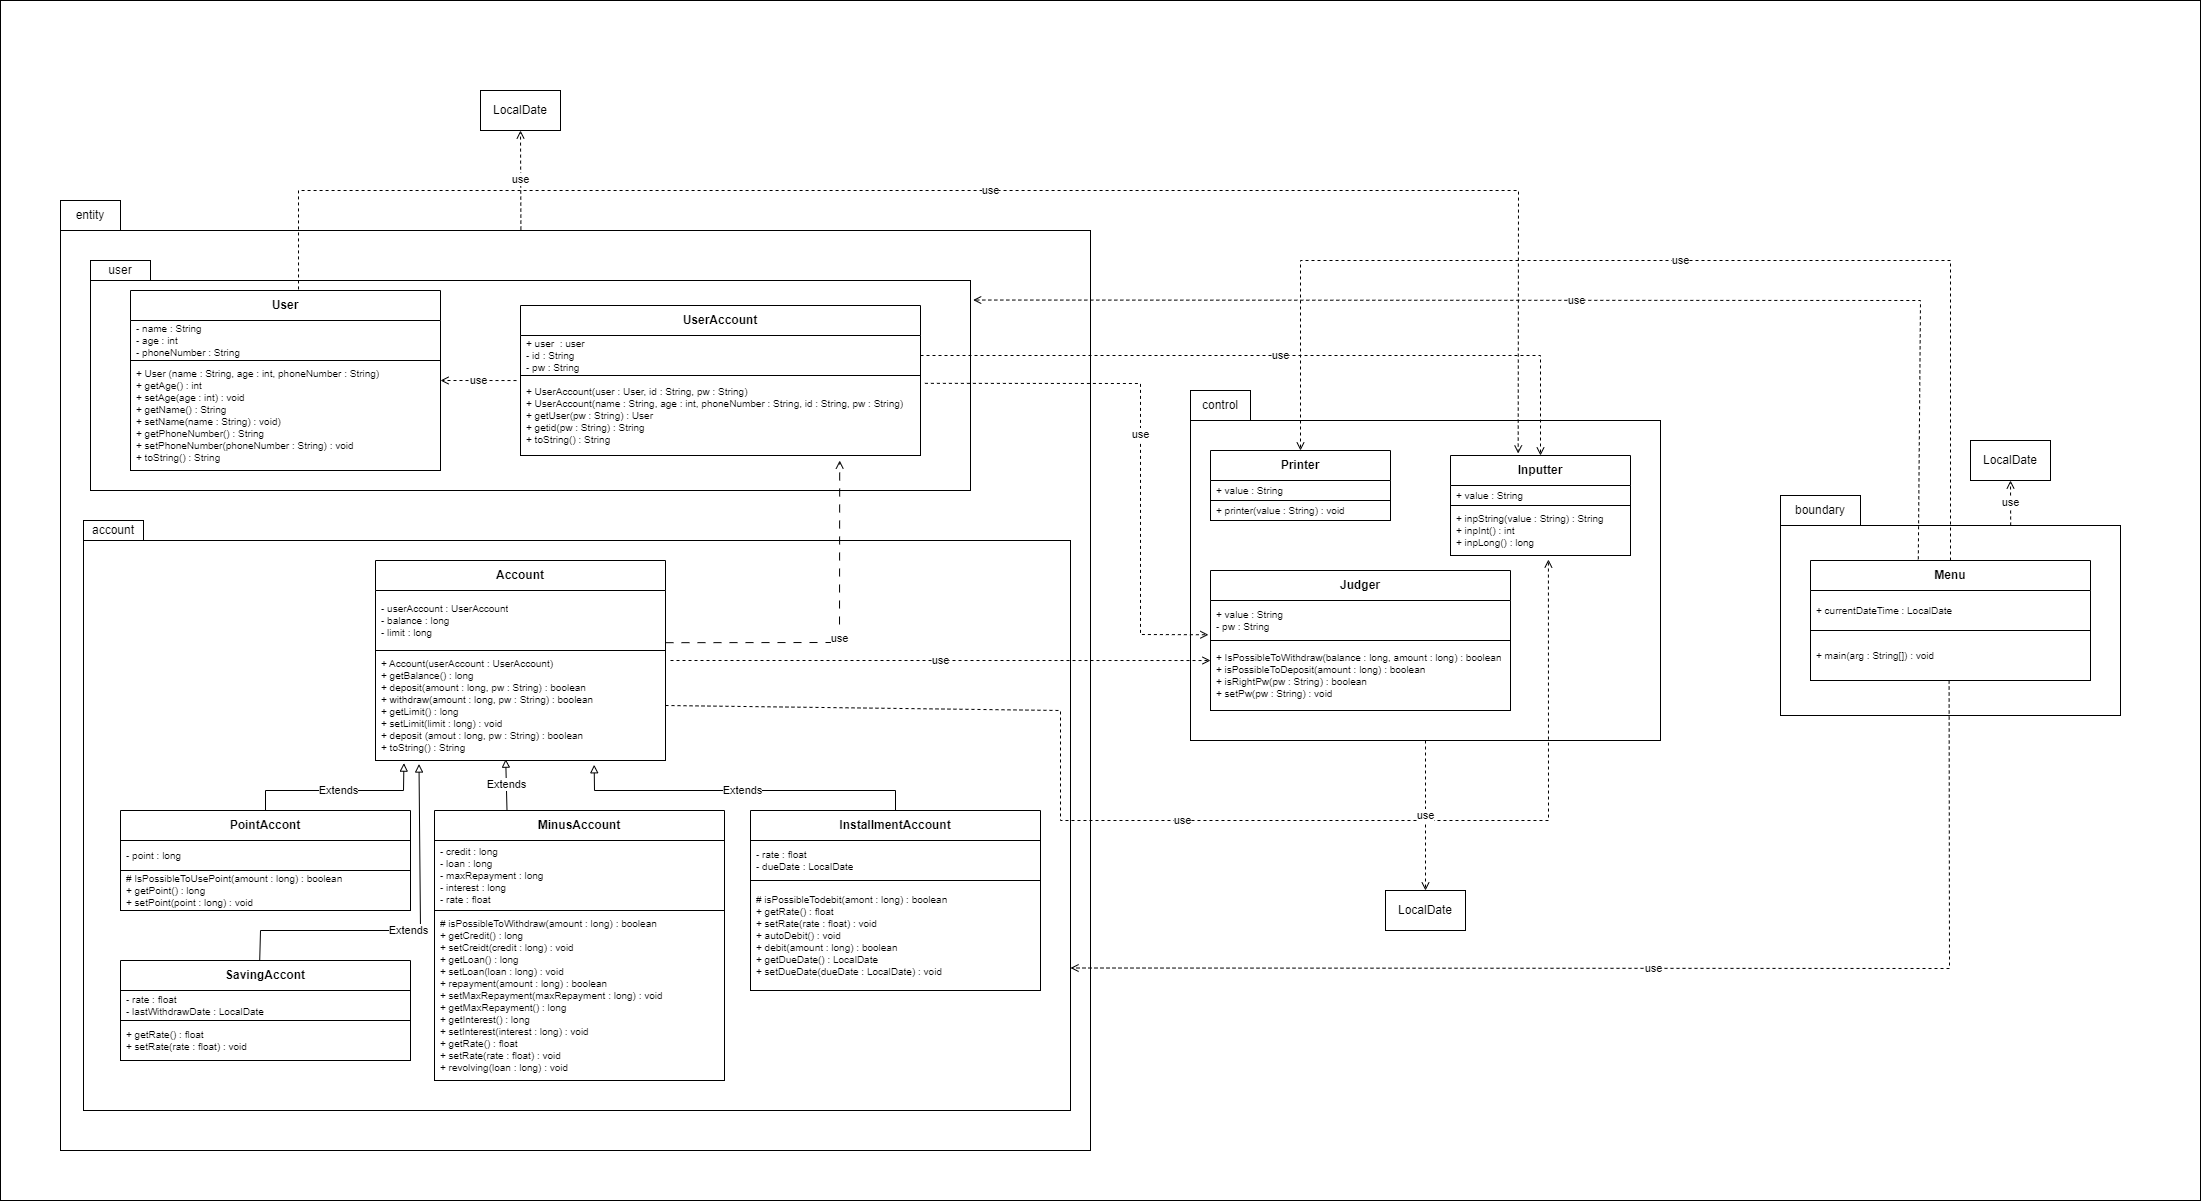 LocalDate
use
use
entity
user
User
- name : String
- age : int
- phoneNumber : String
+ User (name : String, age : int, phoneNumber : String)
+ getAge() : int
+ setAge(age : int) : void
+ getName() : String
+ setName(name : String) : void)
+ getPhoneNumber() : String
+ setPhoneNumber(phoneNumber : String) : void
+ toString() : String
use
UserAccount
+ user : user
- id : String
- pw : String
+ UserAccount(user : User, id : String, pw : String)
+ UserAccount(name : String, age : int, phoneNumber : String, id : String, pw : String)
+ getUser(pw : String) : User
+ getid(pw : String) : String
+ toString() : String
use
use
use
use
account
Account
- userAccount : UserAccount
- balance : long
- limit : long
+ Account(userAccount : UserAccount)
+ getBalance() : long
+ deposit(amount : long, pw : String) : boolean
+ withdraw(amount : long, pw : String) : boolean
+ getLimit() : long
+ setLimit(limit : long) : void
+ deposit (amout : long, pw : String) : boolean
+ toString() : String
use
use
Extends
Extends
Extends
PointAccont
- point : long
# IsPossibleToUsePoint(amount : long) : boolean
+ getPoint() : long
+ setPoint(point : long) : void
Extends
SavingAccont
- rate : float
- lastWithdrawDate : LocalDate
+ getRate() : float
+ setRate(rate : float) : void
MinusAccount
- credit : long
- loan : long
- maxRepayment : long
- interest : long
- rate : float
# isPossibleToWithdraw(amount : long) : boolean
+ getCredit() : long
+ setCreidt(credit : long) : void
+ getLoan() : long
+ setLoan(loan : long) : void
+ repayment(amount : long) : boolean
+ setMaxRepayment(maxRepayment : long) : void
+ getMaxRepayment() : long
+ getInterest() : long
+ setInterest(interest : long) : void
+ getRate() : float
+ setRate(rate : float) : void
+ revolving(loan : long) : void
InstallmentAccount
- rate : float
- dueDate : LocalDate
# isPossibleTodebit(amont : long) : boolean
+ getRate() : float
+ setRate(rate : float) : void
+ autoDebit() : void
+ debit(amount : long) : boolean
+ getDueDate() : LocalDate
+ setDueDate(dueDate : LocalDate) : void
control
Printer
+ value : String
+ printer(value : String) : void
Inputter
+ value : String
+ inpString(value : String) : String
+ inpInt() : int
+ inpLong() : long
Judger
+ value : String
- pw : String
+ IsPossibleToWithdraw(balance : long, amount : long) : boolean
+ isPossibleToDeposit(amount : long) : boolean
+ isRightPw(pw : String) : boolean
+ setPw(pw : String) : void
use
use
LocalDate
LocalDate
use
boundary
Menu
+ currentDateTime : LocalDate
+ main(arg : String[]) : void
use